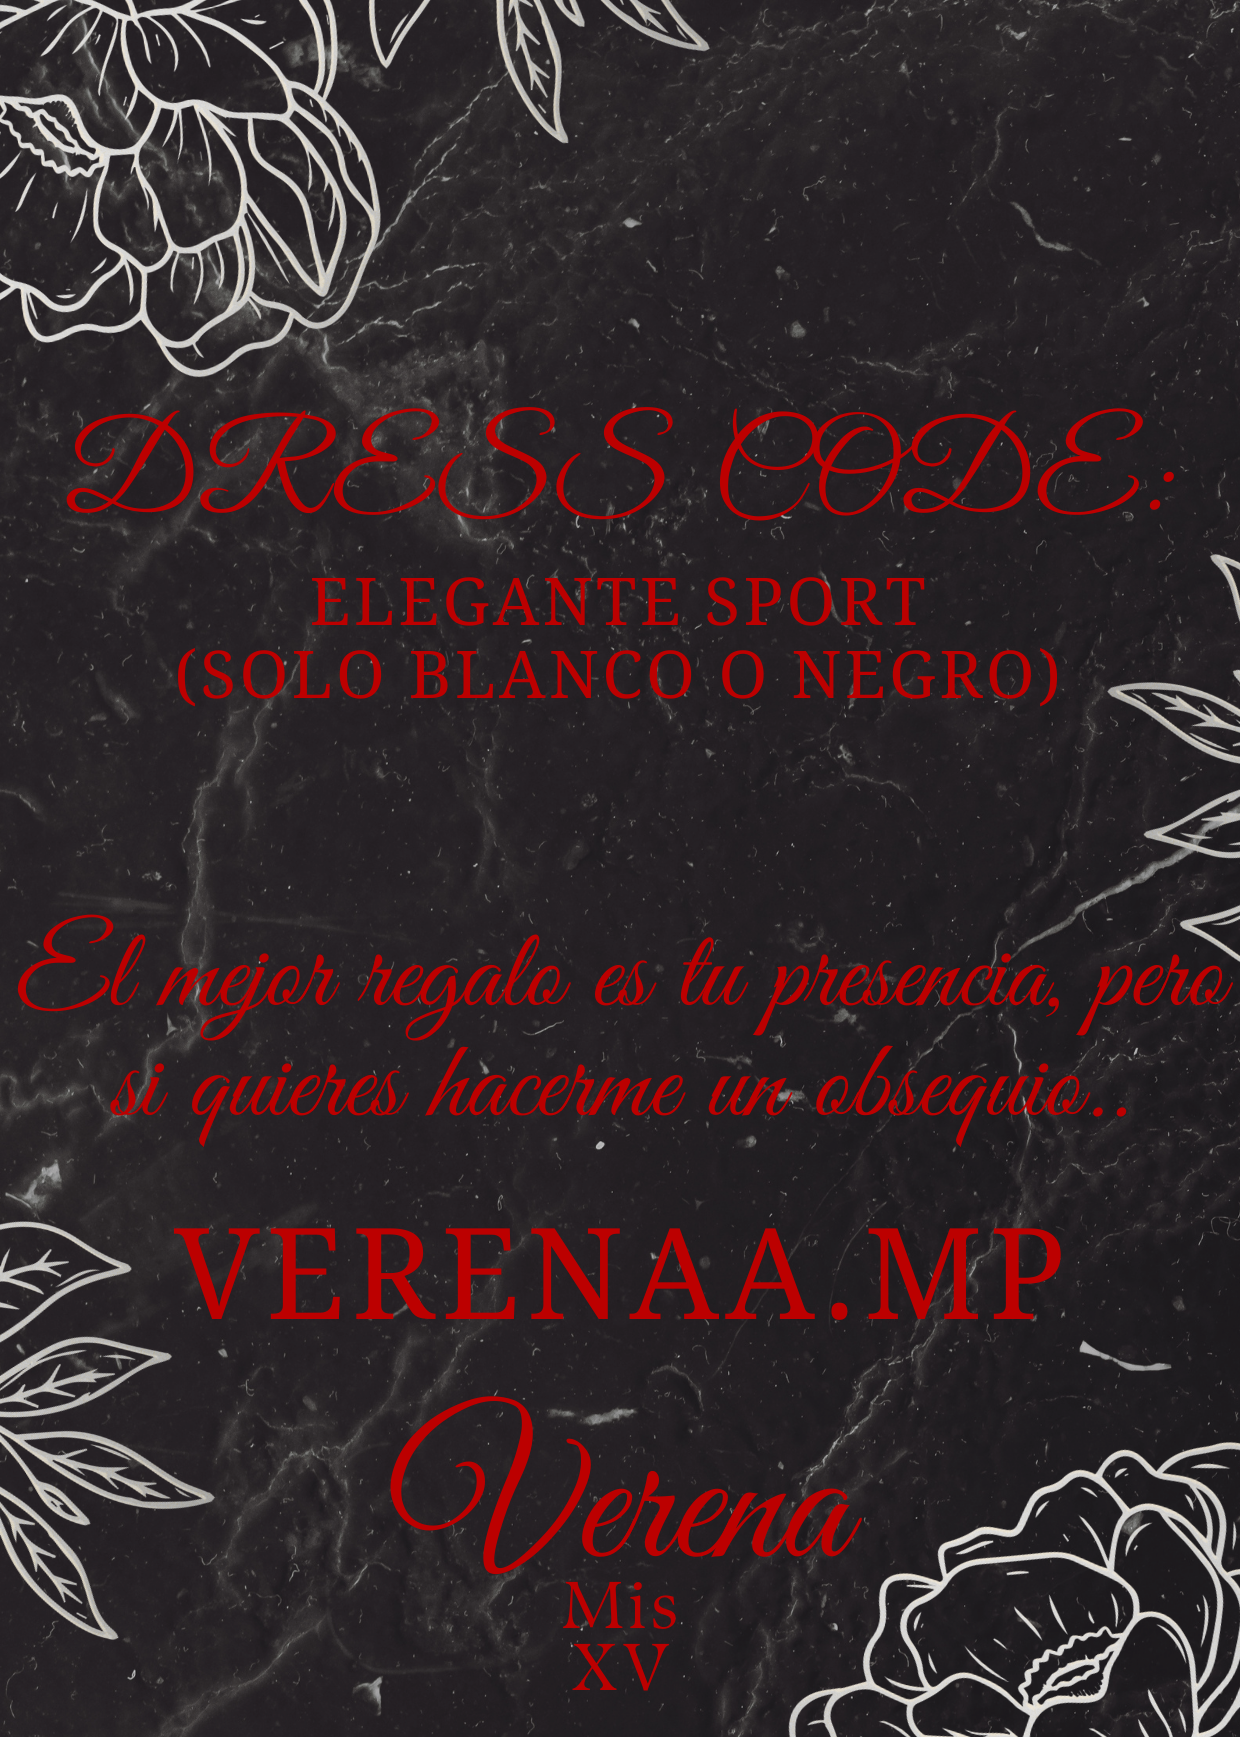 DRESS CODE:
ELEGANTE SPORT
(SOLO BLANCO O NEGRO)
El mejor regalo es tu presencia, pero
si quieres hacerme un obsequio..
VERENAA.MP
Verena
Mis
XV